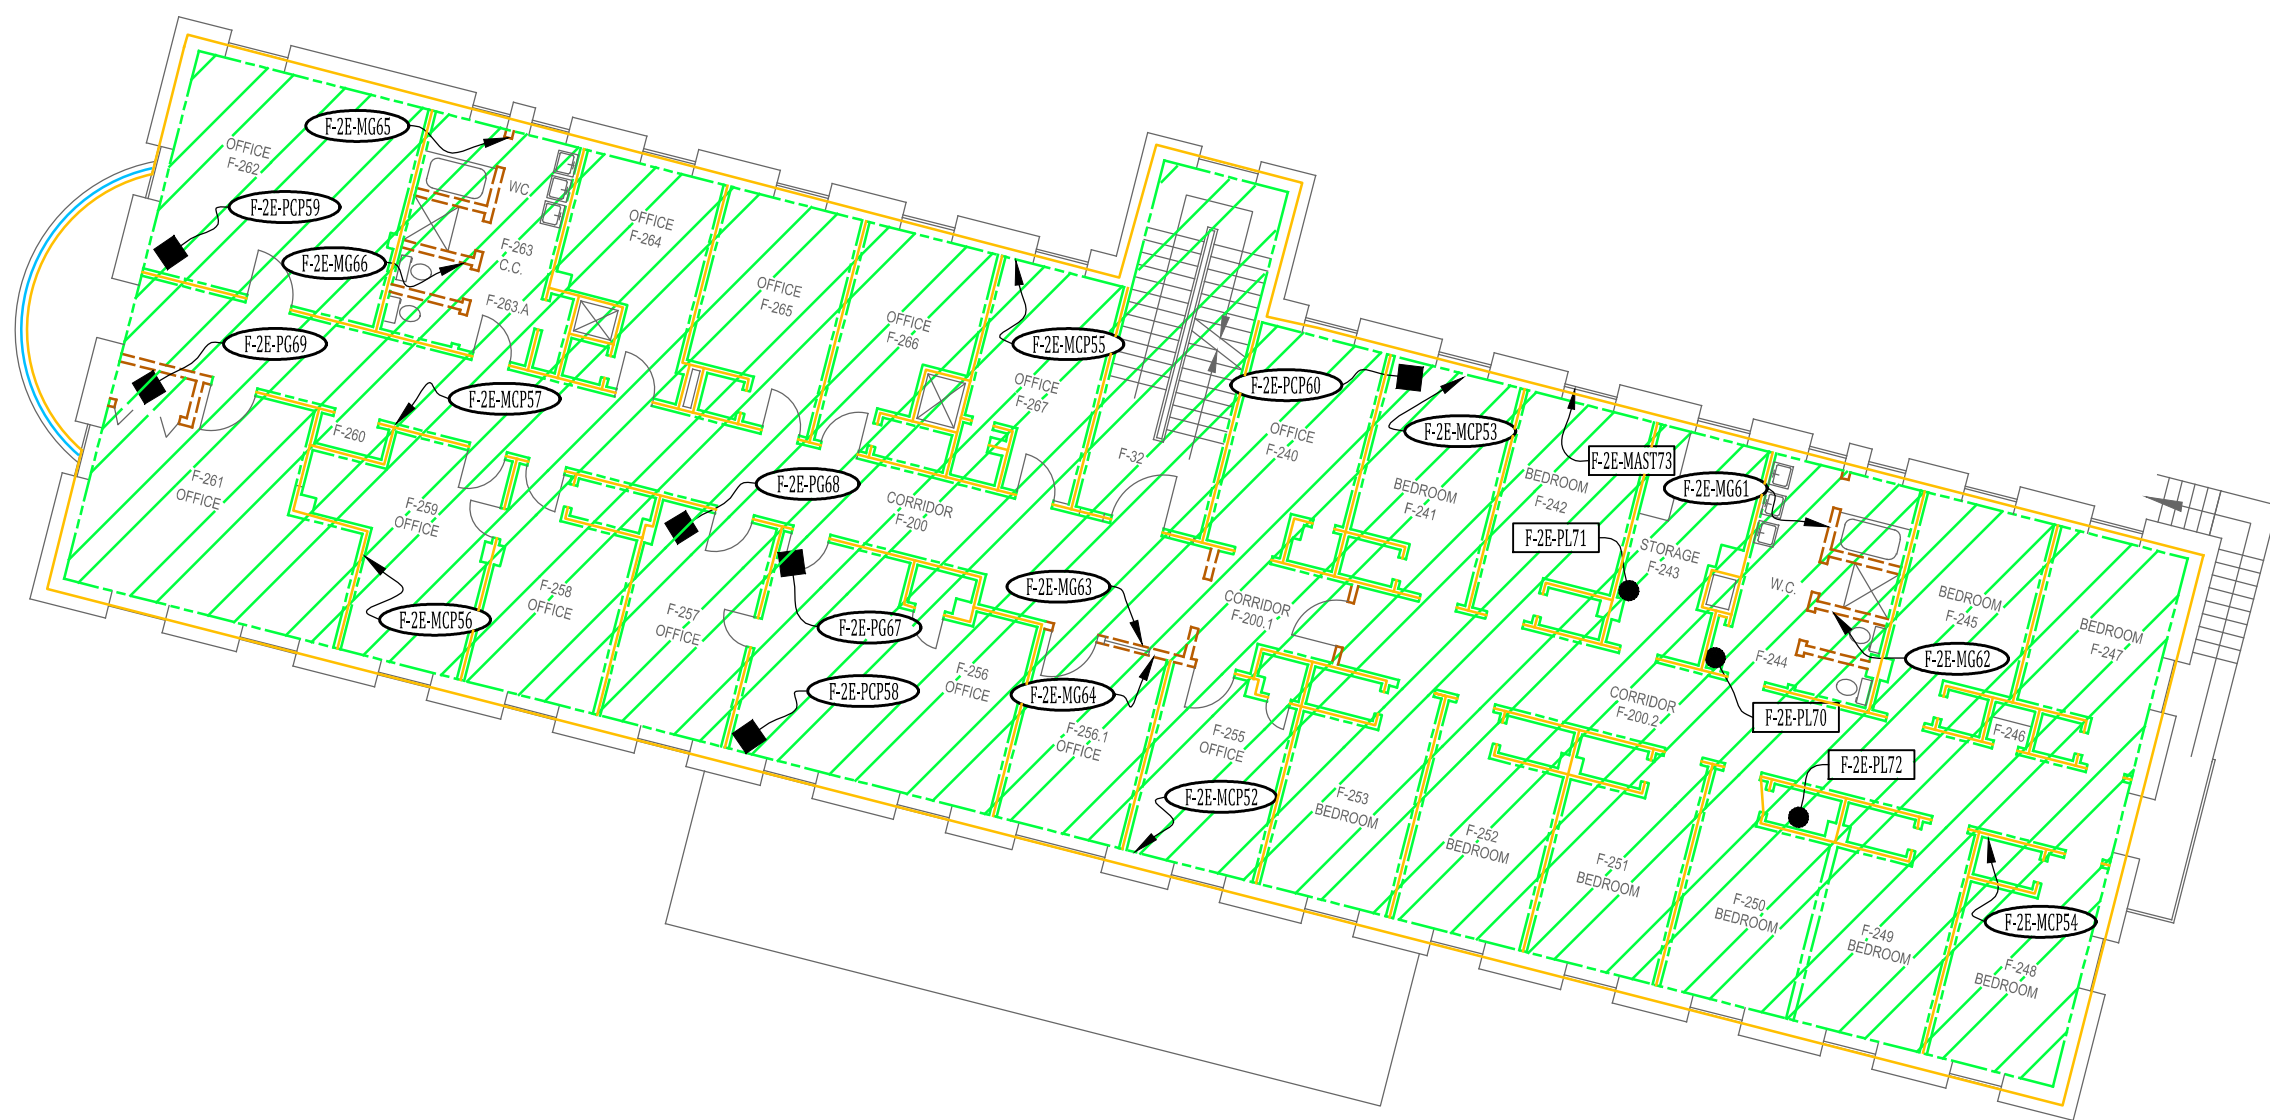 F-2E-MG65
OFFICE
F-262
F-2E-PCP59
WC
F-263
C.C.
F-263.A
F-2E-MG66
OFFICE
F-264
OFFICE
F-265
OFFICE
F-266
OFFICE
F-267
F-2E-MCP55
F-2E-PG69
F-2E-MCP57
F-260
F-261
OFFICE
F-259
OFFICE
F-2E-MCP56
F-258
OFFICE
F-257
OFFICE
F-2E-PG68
CORRIDOR
F-200
F-2E-PG67
F-2E-PCP58
F-256
OFFICE
F-32
F-2E-PCP60
OFFICE
F-240
F-2E-MCP53
BEDROOM
F-241
F-2E-MAST73
BEDROOM
F-242
F-2E-MG61
F-2E-PL71
STORAGE
F-243
W.C.
F-244
F-2E-MG63
CORRIDOR
F-200.1
F-2E-MG64
F-256.1
OFFICE
F-255
OFFICE
F-2E-MCP52
F-253
BEDROOM
F-252
BEDROOM
F-251
BEDROOM
F-250
BEDROOM
F-249
BEDROOM
F-248
BEDROOM
CORRIDOR
F-200.2
F-2E-PL70
F-2E-PL72
BEDROOM
F-245
BEDROOM
F-247
F-2E-MG62
F-246
F-2E-MCP54